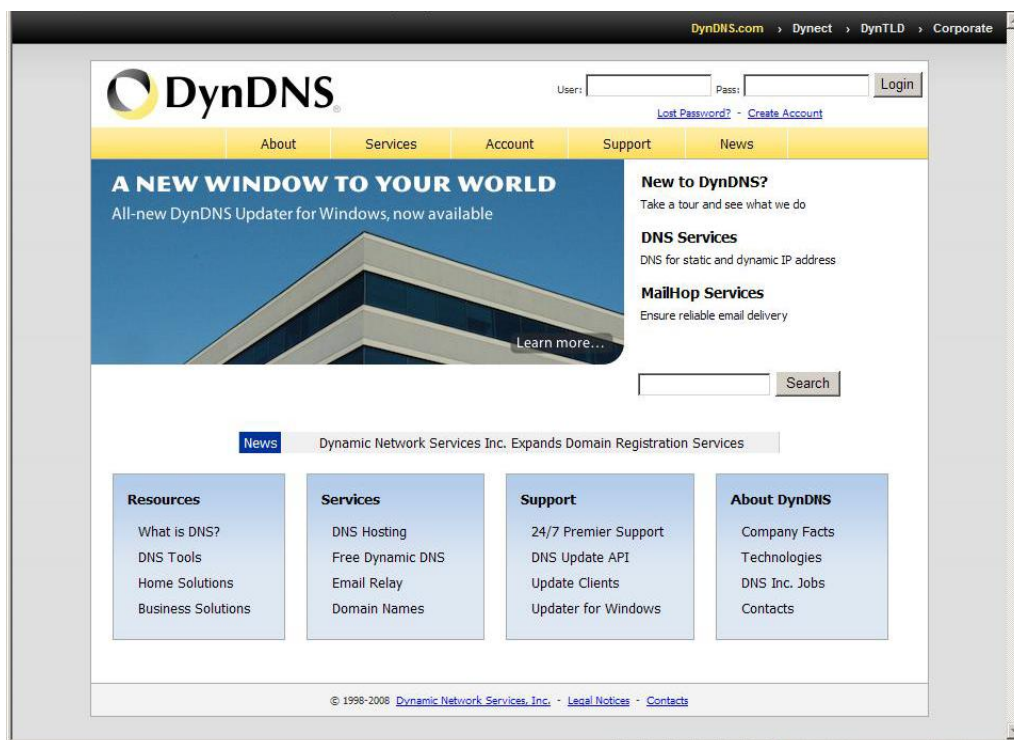 DynDNS.com › Dynect › DynTLD › Corporate
DynDNS
User: Pass: Login
Lost Password? - Create Account
About Services Account Support News
A NEW WINDOW TO YOUR WORLD
All-new DynDNS Updater for Windows, now available
Learn more...
New to DynDNS?
Take a tour and see what we do
DNS Services
DNS for static and dynamic IP address
MailHop Services
Ensure reliable email delivery
Search
News Dynamic Network Services Inc. Expands Domain Registration Services
Resources
What is DNS?
DNS Tools
Home Solutions
Business Solutions
Services
DNS Hosting
Free Dynamic DNS
Email Relay
Domain Names
Support
24/7 Premier Support
DNS Update API
Update Clients
Updater for Windows
About DynDNS
Company Facts
Technologies
DNS Inc. Jobs
Contacts
© 1998-2008 Dynamic Network Services, Inc. - Legal Notices - Contacts